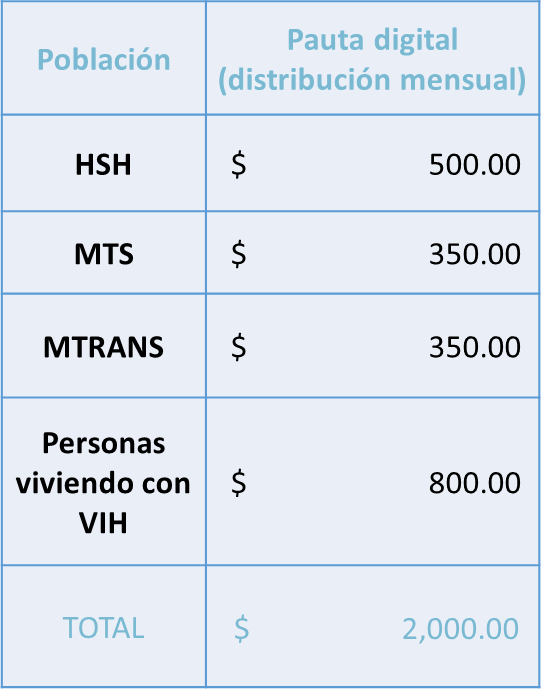 Población
Pauta digital
(distribución mensual)
HSH
$ 500.00
MTS
$ 350.00
MTRANS
$ 350.00
Personas
viviendo con
VIH
$ 800.00
TOTAL
$ 2,000.00